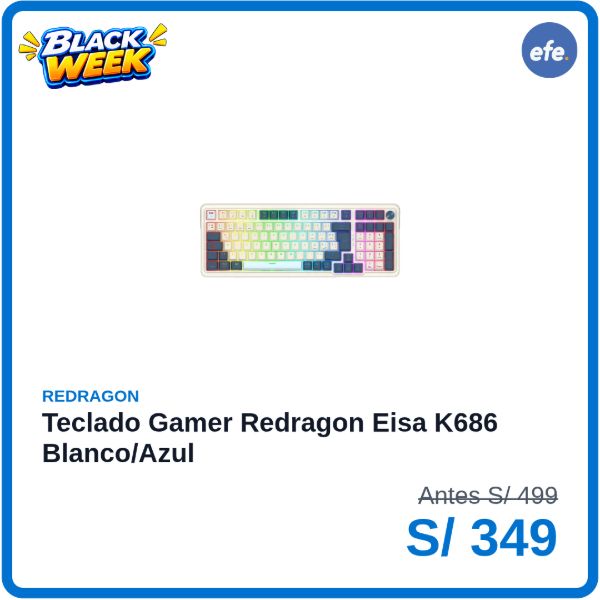 BLACK
WEEK
efe.
REDRAGON
Teclado Gamer Redragon Eisa K686
Blanco/Azul
Antes S/ 499
S/ 349